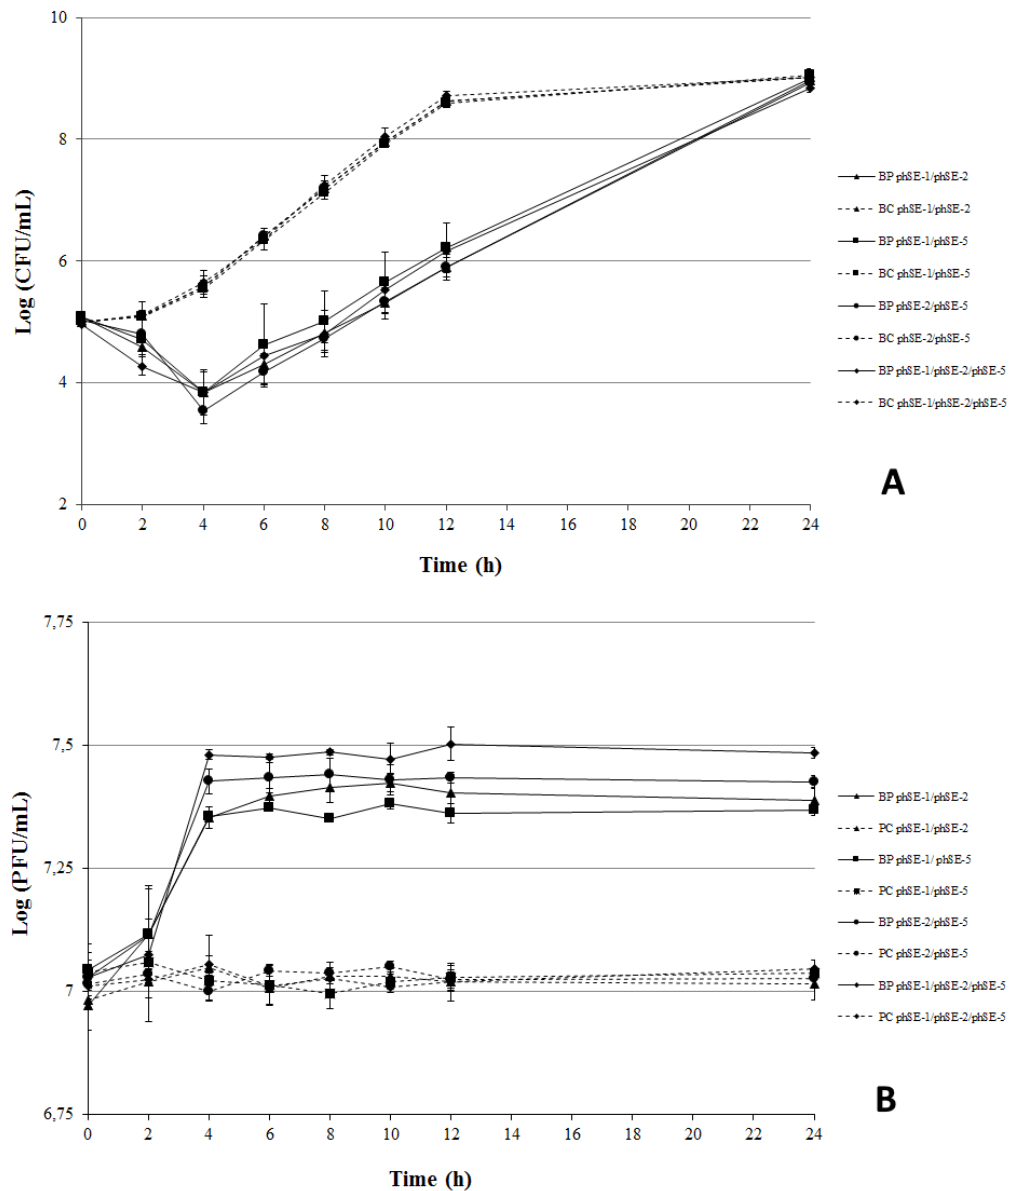 10
8
6
4
2
Log (CFU/mL)
0 2 4 6 8 10 12 14 16 18 20 22 24
Time (h)
BP phSE-1/phSE-2
BC phSE-1/phSE-2
BP phSE-1/phSE-5
BC phSE-1/phSE-5
BP phSE-2/phSE-5
BC phSE-2/phSE-5
BP phSE-1/phSE-2/phSE-5
BC phSE-1/phSE-2/phSE-5
A
7,75
7,5
7,25
7
6,75
Log (PFU/mL)
0 2 4 6 8 10 12 14 16 18 20 22 24
Time (h)
BP phSE-1/phSE-2
PC phSE-1/phSE-2
BP phSE-1/ phSE-5
PC phSE-1/phSE-5
BP phSE-2/phSE-5
PC phSE-2/phSE-5
BP phSE-1/phSE-2/phSE-5
PC phSE-1/phSE-2/phSE-5
B